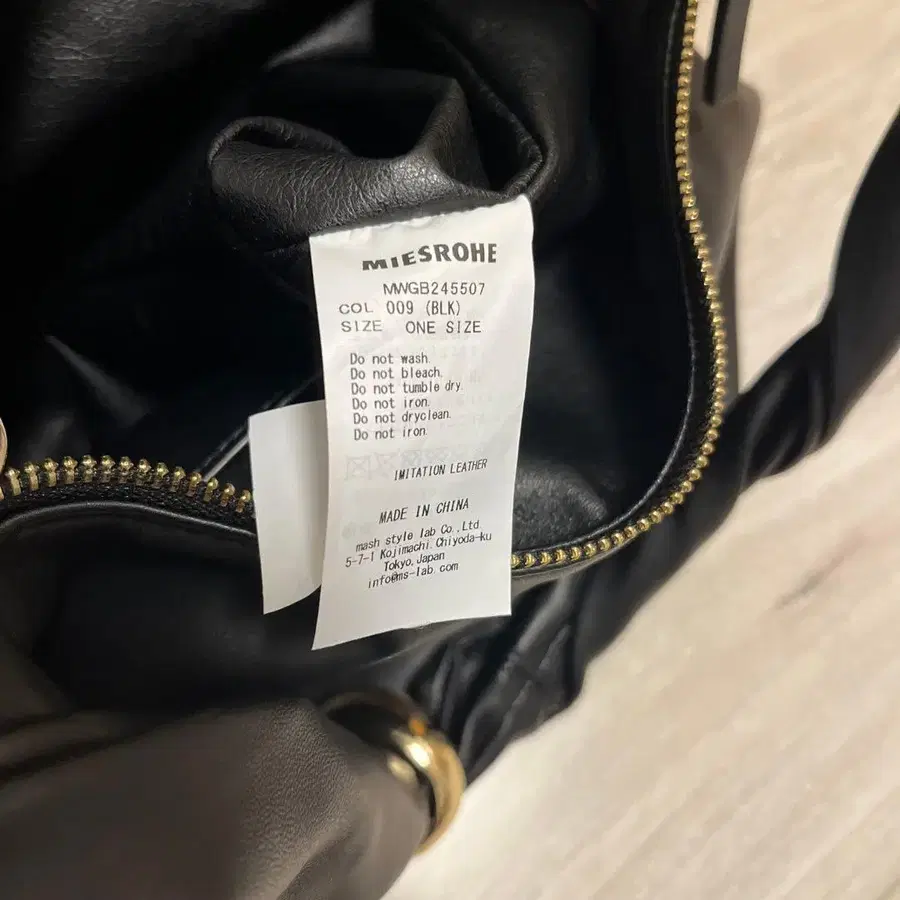 MIESROHE
MWGB245507
COL 009 (BLK)
SIZE ONE SIZE
Do not wash.
Do not bleach.
Do not tumble dry.
Do not iron.
Do not dryclean.
Do not iron.
IMITATION LEATHER
MADE IN CHINA
mash style lab Co.,Ltd.
5-7-1 Kojimachi,Chiyoda-ku
Tokyo,Japan
info@ms-lab.com